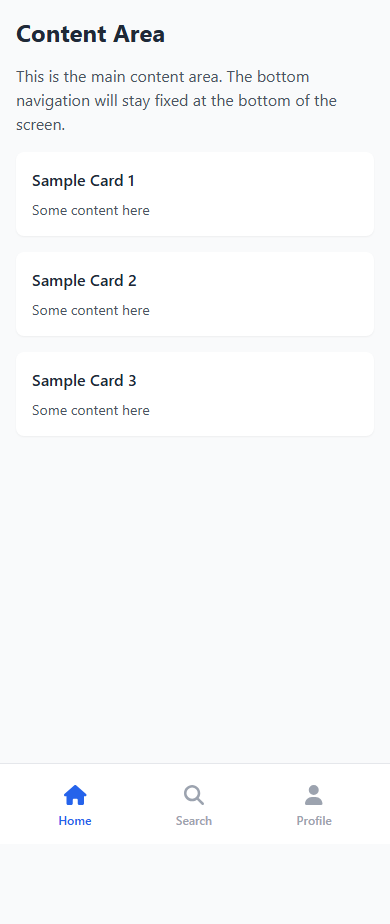 Content Area
This is the main content area. The bottom
navigation will stay fixed at the bottom of the
screen.
Sample Card 1
Some content here
Sample Card 2
Some content here
Sample Card 3
Some content here
Home
Search
Profile